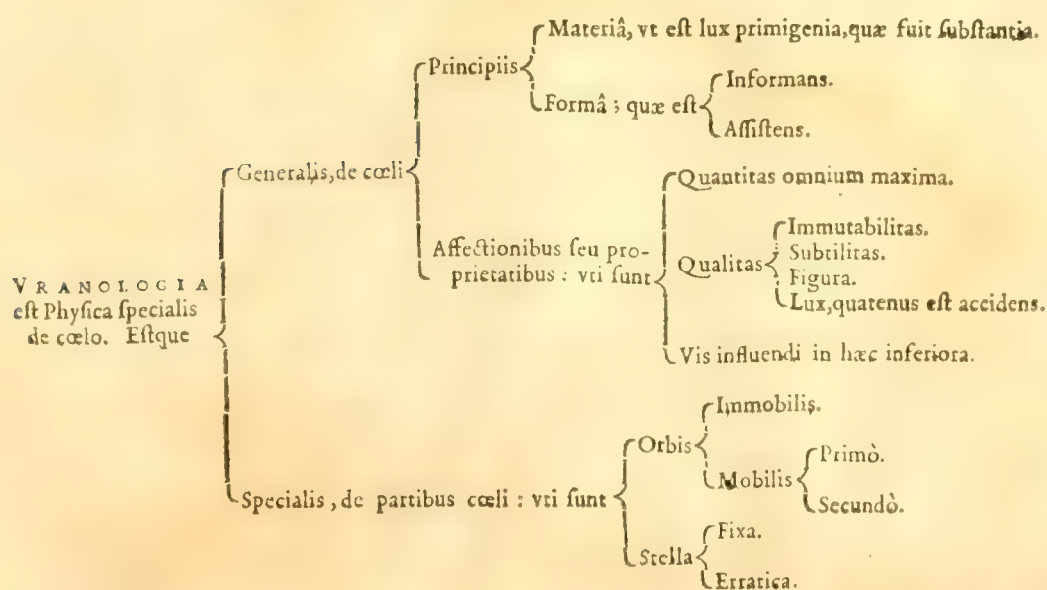 VRANOLOGIA
est Physica specialis
de cœlo. Estque
Generalis, de cœli
Principiis
Materiâ, vt est lux primigenia, quæ fuit substantia.
Formâ; quæ est
Informans.
Assistens.
Affectionibus seu pro-
prietatibus: vti sunt
Quantitas omnium maxima.
Qualitas
Immutabilitas.
Subtilitas.
Figura.
Lux, quatenus est accidens.
Vis influendi in hæc inferiora.
Specialis, de partibus cœli: vti sunt
Orbis
Immobilis.
Mobilis
Primò.
Secundò.
Stella
Fixa.
Erratica.